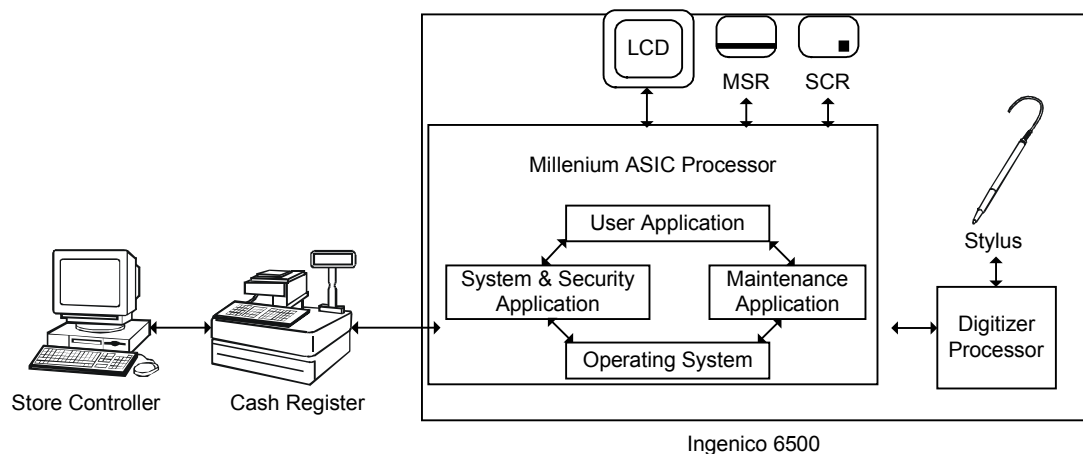 LCD
MSR
SCR
Millenium ASIC Processor
User Application
System & Security
Application
Maintenance
Application
Operating System
Stylus
Digitizer
Processor
Store Controller
Cash Register
Ingenico 6500